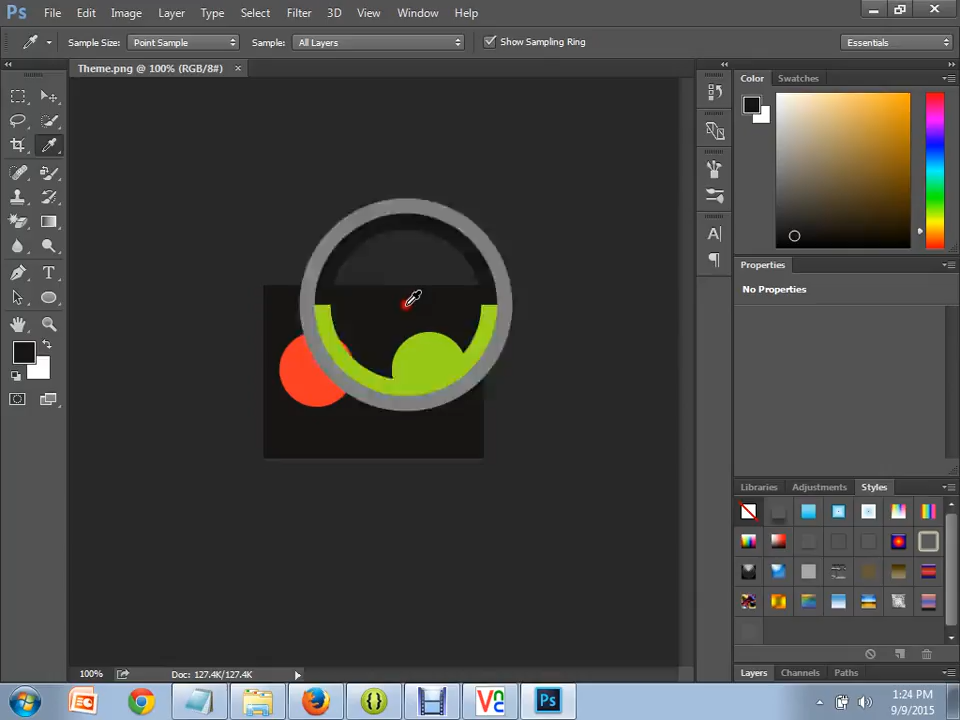 Ps File Edit Image Layer Type Select Filter 3D View Window Help
Sample Size: Point Sample Sample: All Layers Show Sampling Ring Essentials
Theme.png @ 100% (RGB/8#) ×
Color Swatches
Properties
No Properties
Libraries Adjustments Styles
100% Doc: 127.4K/127.4K
Layers Channels Paths
1:24 PM
9/9/2015